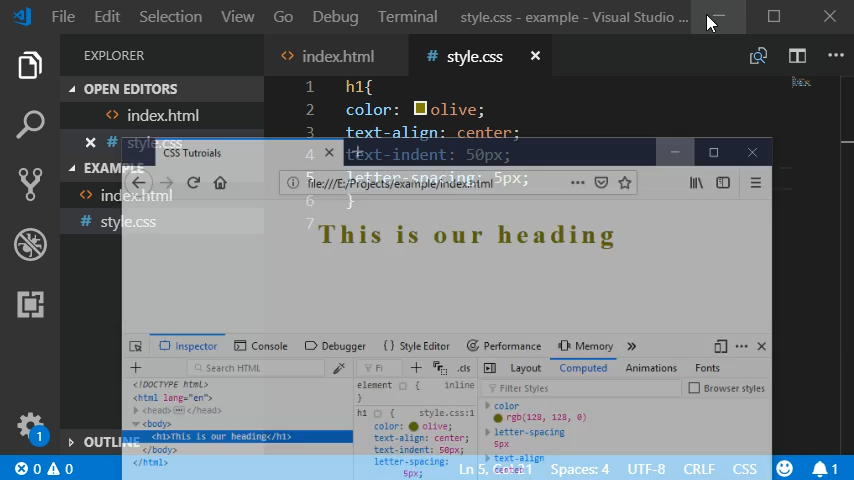 File Edit Selection View Go Debug Terminal style.css - example - Visual Studio ...
EXPLORER
index.html
style.css
OPEN EDITORS
index.html
style.css
EXAMPLE
index.html
style.css
OUTLINE
1 h1{
2 color: olive;
3 text-align: center;
4 text-indent: 50px;
5 letter-spacing: 5px;
6 }
7
CSS Tutroials
file:///E:/Projects/example/index.html
This is our heading
Inspector Console Debugger Style Editor Performance Memory
Search HTML
<!DOCTYPE html>
<html lang="en">
<head> </head>
<body>
<h1>This is our heading</h1>
</body>
</html>
Fi
.cls
element { inline
}
h1 { style.css:1
color: olive;
text-align: center;
text-indent: 50px;
letter-spacing:
5px;
Layout Computed Animations Fonts
Filter Styles Browser styles
color
rgb(128, 128, 0)
letter-spacing
5px
text-align
center
1
0 0 Ln 5, Col 21 Spaces: 4 UTF-8 CRLF CSS 1